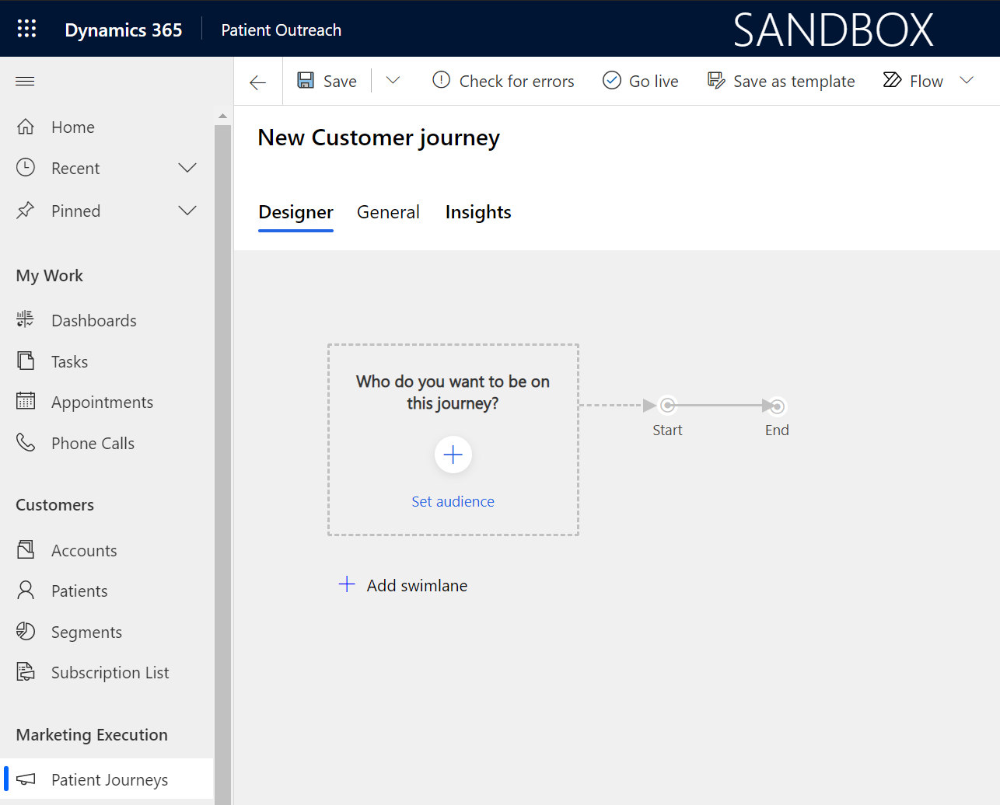 Dynamics 365
Patient Outreach
SANDBOX
Save
Check for errors
Go live
Save as template
Flow
Home
Recent
Pinned
My Work
Dashboards
Tasks
Appointments
Phone Calls
Customers
Accounts
Patients
Segments
Subscription List
Marketing Execution
Patient Journeys
New Customer journey
Designer
General
Insights
Who do you want to be on
this journey?
Set audience
Start
End
Add swimlane